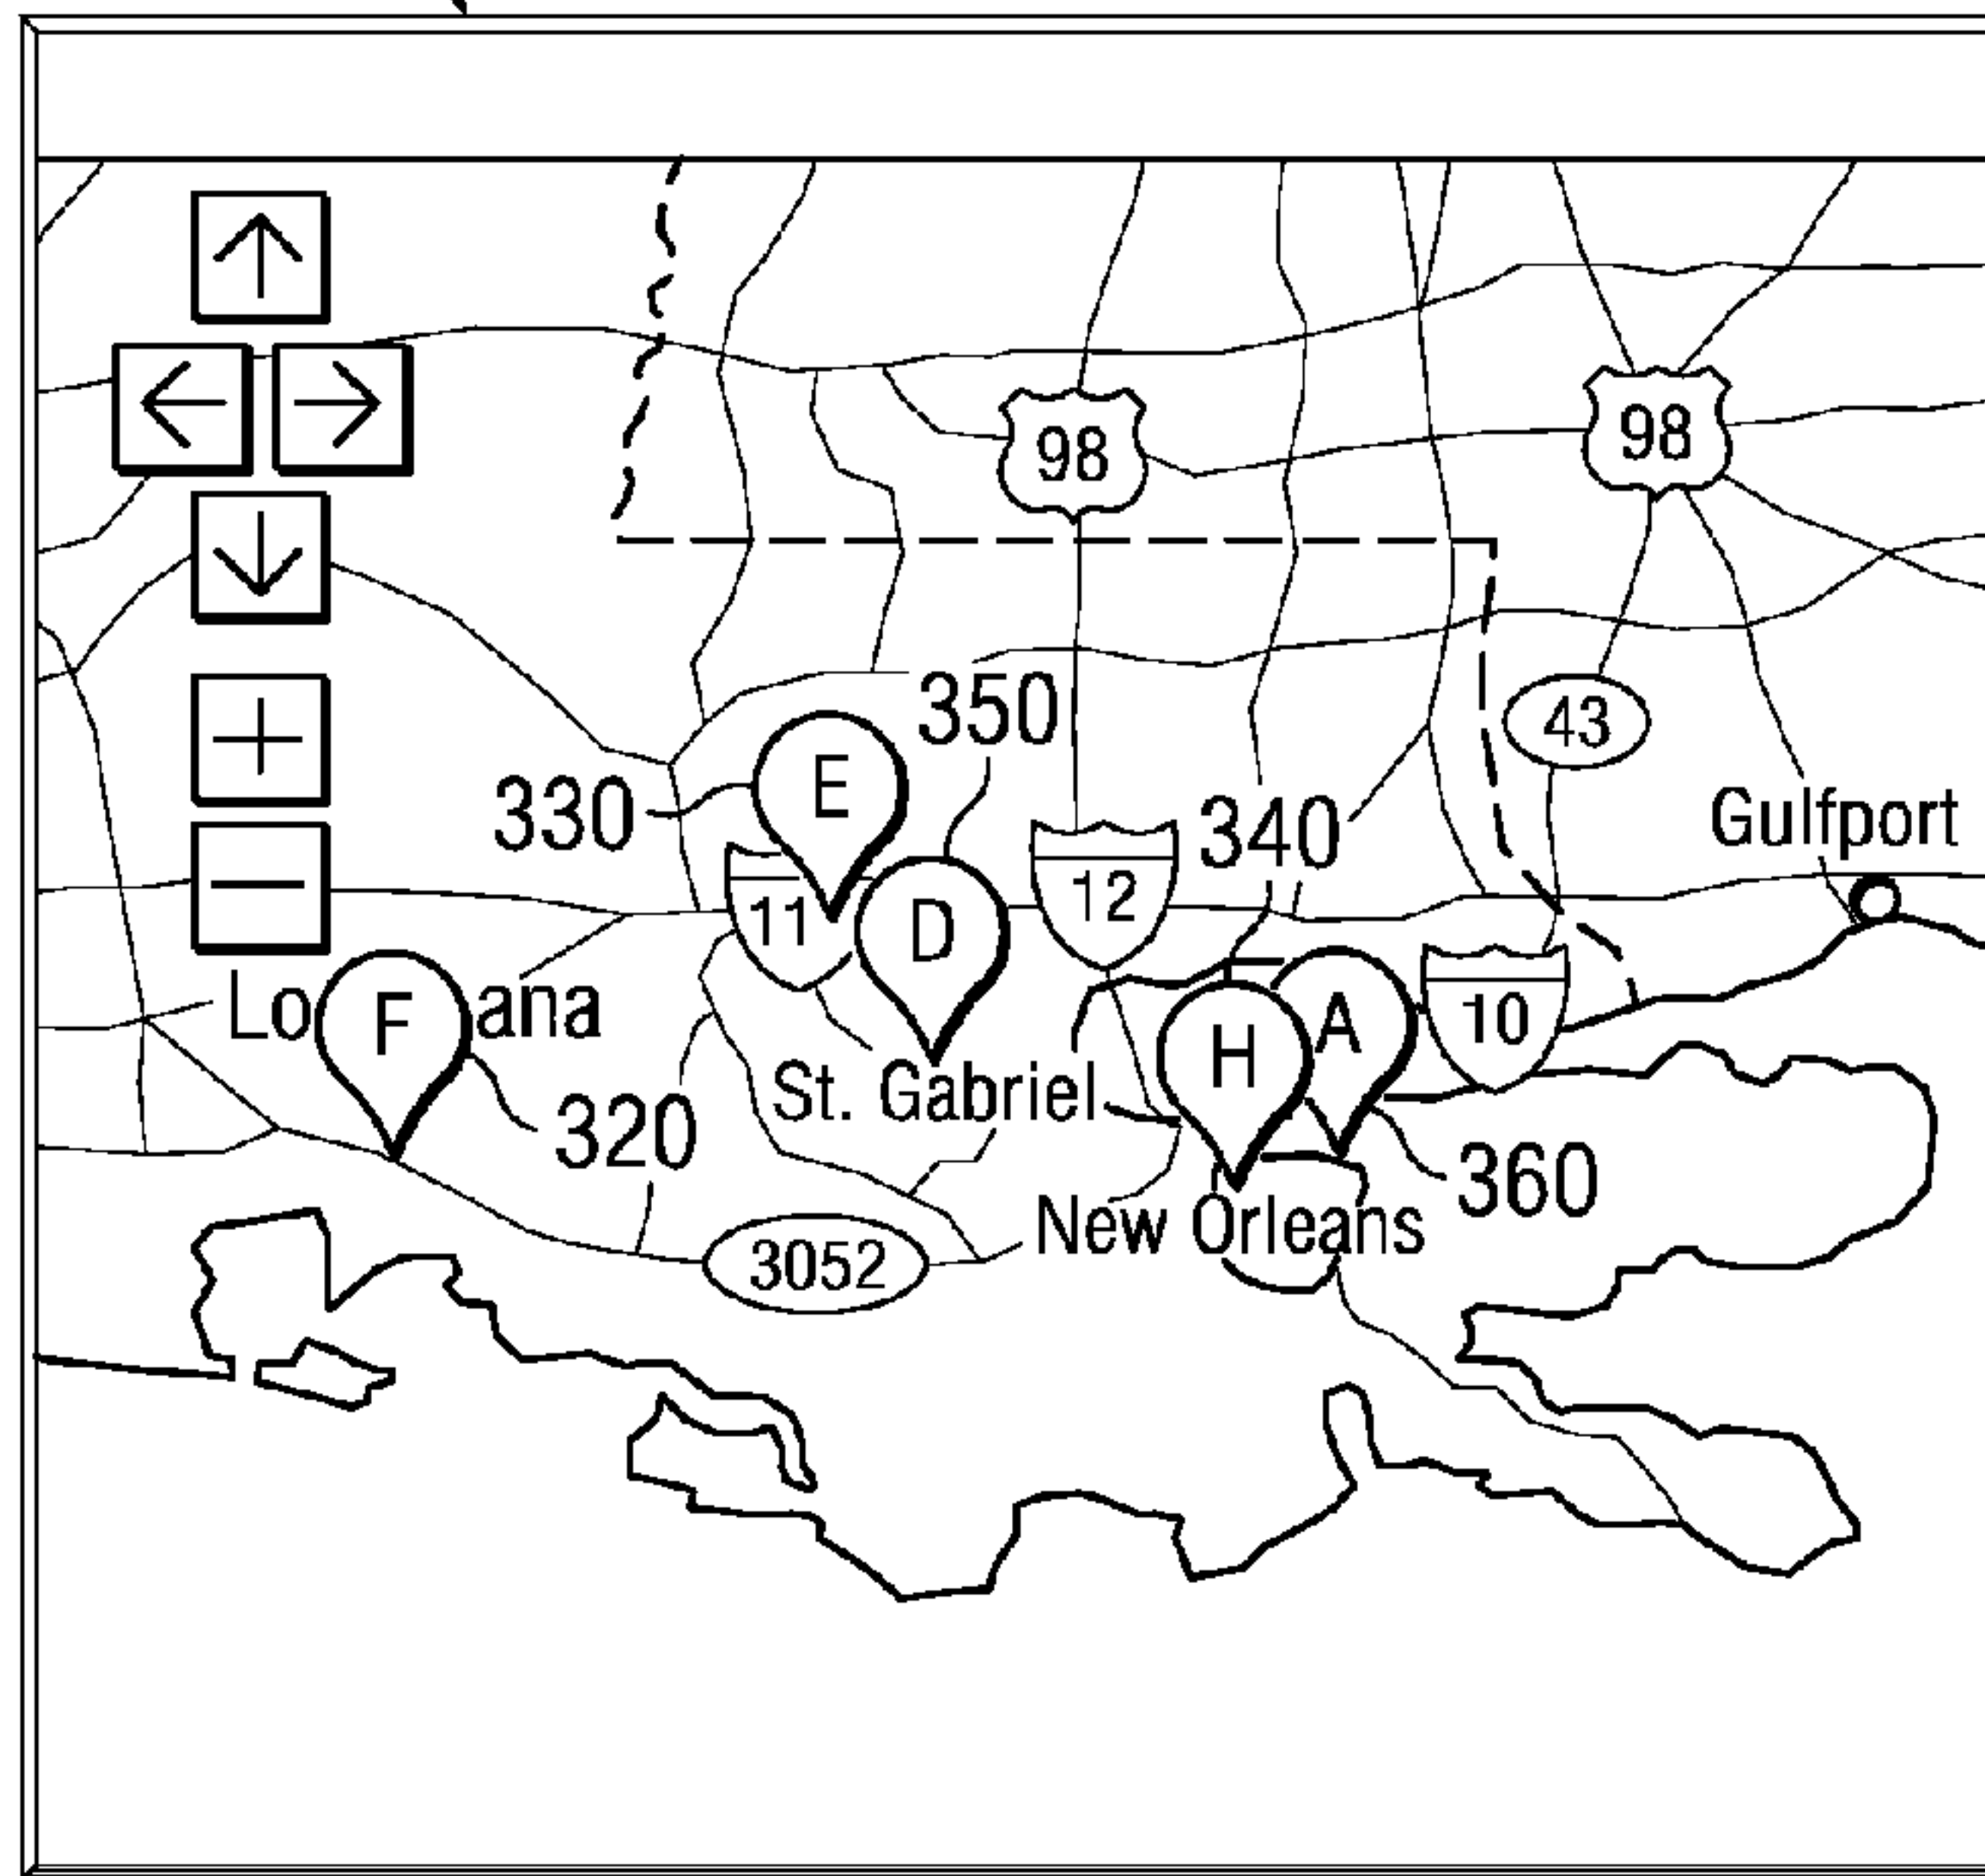 98
98
350
43
E
330
340
Gulfport
12
11
D
Lo
F
ana
H
A
10
St. Gabriel
320
360
New Orleans
3052